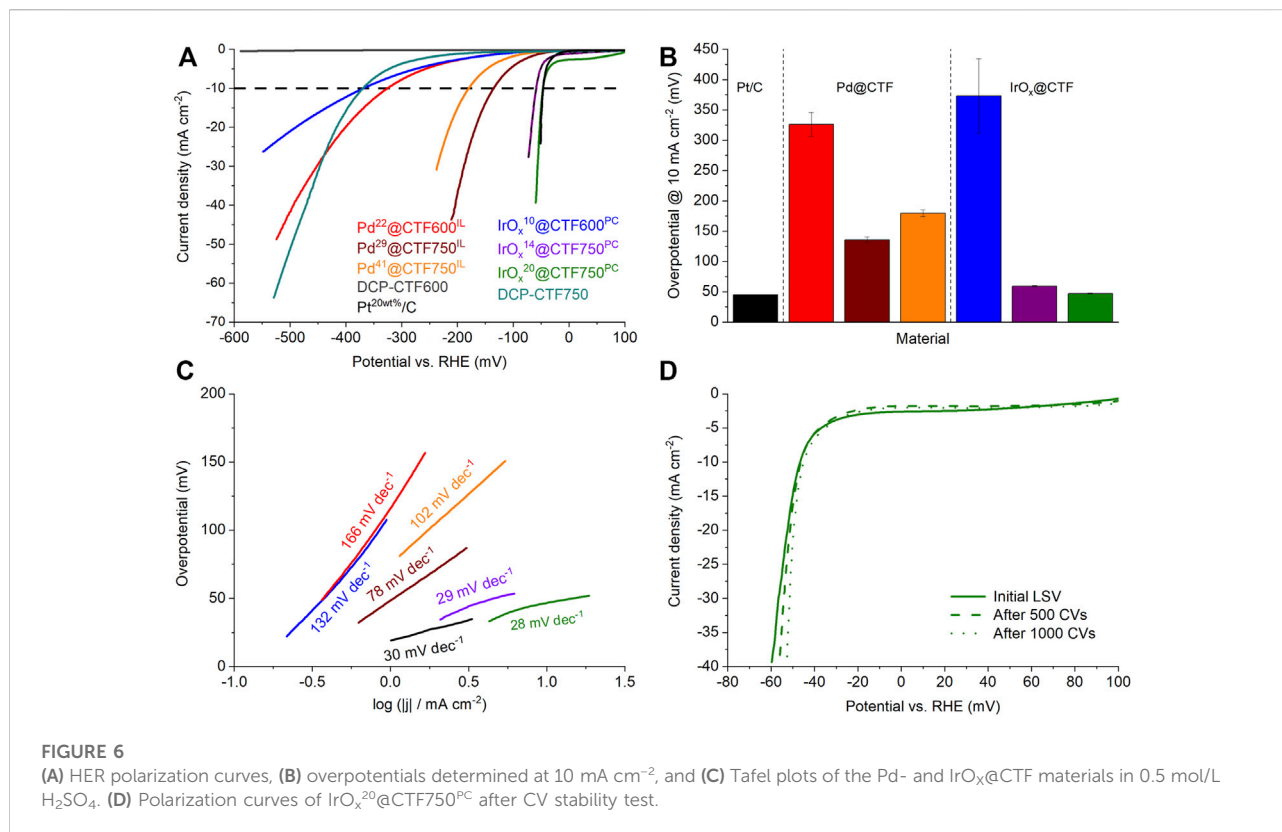 A
0
-10
-20
-30
-40
-50
-60
-70
Current density (mA cm⁻²)
-600 -500 -400 -300 -200 -100 0 100
Potential vs. RHE (mV)
Pd²²@CTF600ᴵᴸ
Pd²⁹@CTF750ᴵᴸ
Pd⁴¹@CTF750ᴵᴸ
DCP-CTF600
Pt²⁰ʷᵗ%/C
IrOₓ¹⁰@CTF600ᴾᶜ
IrOₓ¹⁴@CTF750ᴾᶜ
IrOₓ²⁰@CTF750ᴾᶜ
DCP-CTF750
B
450
400
350
300
250
200
150
100
50
0
Overpotential @ 10 mA cm⁻² (mV)
Pt/C
Pd@CTF
IrOₓ@CTF
Material
C
200
150
100
50
0
Overpotential (mV)
-1.0 -0.5 0.0 0.5 1.0 1.5
log (|j| / mA cm⁻²)
166 mV dec⁻¹
132 mV dec⁻¹
102 mV dec⁻¹
78 mV dec⁻¹
29 mV dec⁻¹
28 mV dec⁻¹
30 mV dec⁻¹
D
0
-5
-10
-15
-20
-25
-30
-35
-40
Current density (mA cm⁻²)
-80 -60 -40 -20 0 20 40 60 80 100
Potential vs. RHE (mV)
Initial LSV
After 500 CVs
After 1000 CVs
FIGURE 6
(A) HER polarization curves, (B) overpotentials determined at 10 mA cm⁻², and (C) Tafel plots of the Pd- and IrOₓ@CTF materials in 0.5 mol/L
H₂SO₄. (D) Polarization curves of IrOₓ²⁰@CTF750ᴾᶜ after CV stability test.